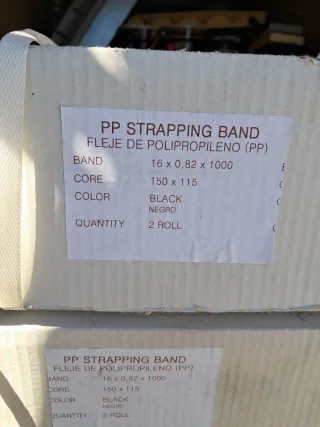 PP STRAPPING BAND
FLEJE DE POLIPROPILENO (PP)
BAND 16 x 0,82 x 1000
CORE 150 x 115
COLOR BLACK
NEGRO
QUANTITY 2 ROLL
PP STRAPPING BAND
FLEJE DE POLIPROPILENO (PP)
BAND 16 x 0,82 x 1000
CORE 150 x 115
COLOR BLACK
NEGRO
QUANTITY 2 ROLL